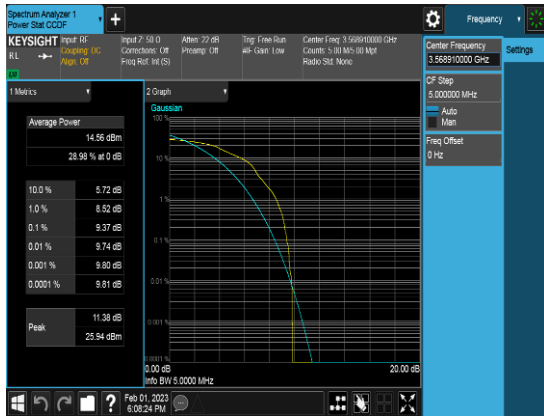 Spectrum Analyzer 1
Power Stat CCDF
Frequency
KEYSIGHT
RL
Input: RF
Coupling: DC
Align: Off
Input Z: 50 Ω
Corrections: Off
Freq Ref: Int (S)
Atten: 22 dB
Preamp: Off
Trig: Free Run
#IF Gain: Low
Center Freq: 3.568910000 GHz
Counts: 5.00 M/5.00 Mpt
Radio Std: None
Center Frequency
3.568910000 GHz
Settings
CF Step
5.000000 MHz
Auto
Man
Freq Offset
0 Hz
1 Metrics
Average Power
14.56 dBm
28.98 % at 0 dB
10.0 % 5.72 dB
1.0 % 8.52 dB
0.1 % 9.37 dB
0.01 % 9.74 dB
0.001 % 9.80 dB
0.0001 % 9.81 dB
Peak
11.38 dB
25.94 dBm
2 Graph
Gaussian
100 %
10 %
1 %
0.1 %
0.01 %
0.001 %
0.0001 %
0.00 dB
20.00 dB
Info BW 5.0000 MHz
Feb 01, 2023
6:08:24 PM